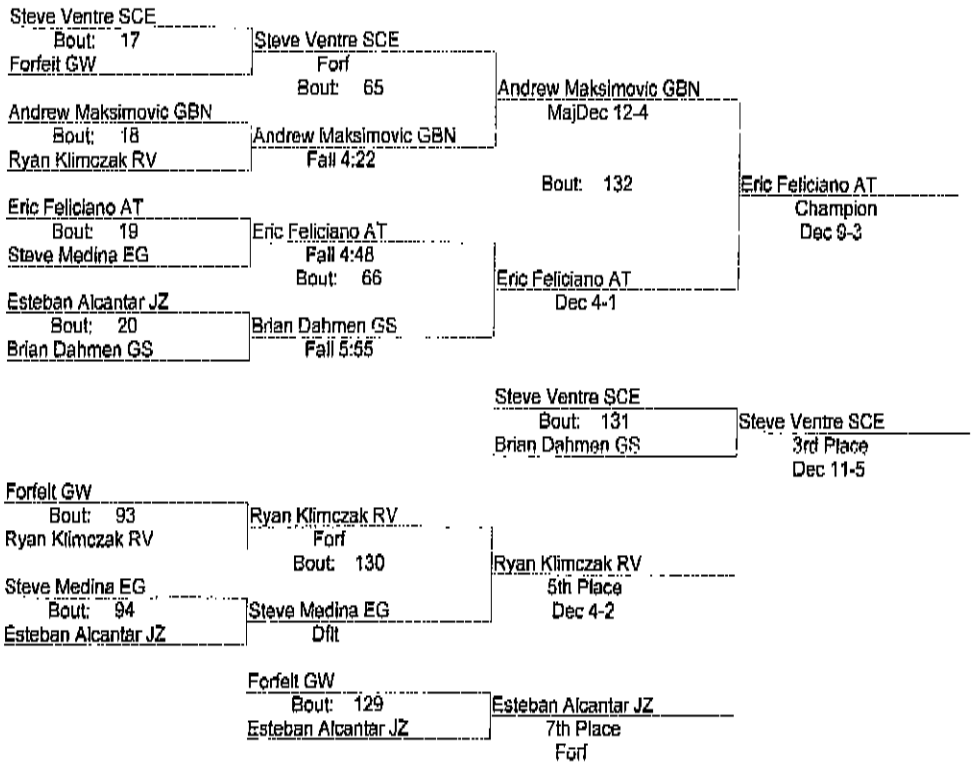 Steve Ventre SCE
Bout: 17
Forfeit GW
Steve Ventre SCE
Forf
Bout: 65
Andrew Maksimovic GBN
Bout: 18
Ryan Klimczak RV
Andrew Maksimovic GBN
Fall 4:22
Andrew Maksimovic GBN
MajDec 12-4
Bout: 132
Eric Feliciano AT
Champion
Dec 9-3
Eric Feliciano AT
Bout: 19
Steve Medina EG
Eric Feliciano AT
Fall 4:48
Bout: 66
Eric Feliciano AT
Dec 4-1
Esteban Alcantar JZ
Bout: 20
Brian Dahmen GS
Brian Dahmen GS
Fall 5:55
Steve Ventre SCE
Bout: 131
Brian Dahmen GS
Steve Ventre SCE
3rd Place
Dec 11-5
Forfeit GW
Bout: 93
Ryan Klimczak RV
Ryan Klimczak RV
Forf
Bout: 130
Ryan Klimczak RV
5th Place
Dec 4-2
Steve Medina EG
Bout: 94
Esteban Alcantar JZ
Steve Medina EG
Dflt
Forfeit GW
Bout: 129
Esteban Alcantar JZ
Esteban Alcantar JZ
7th Place
Forf